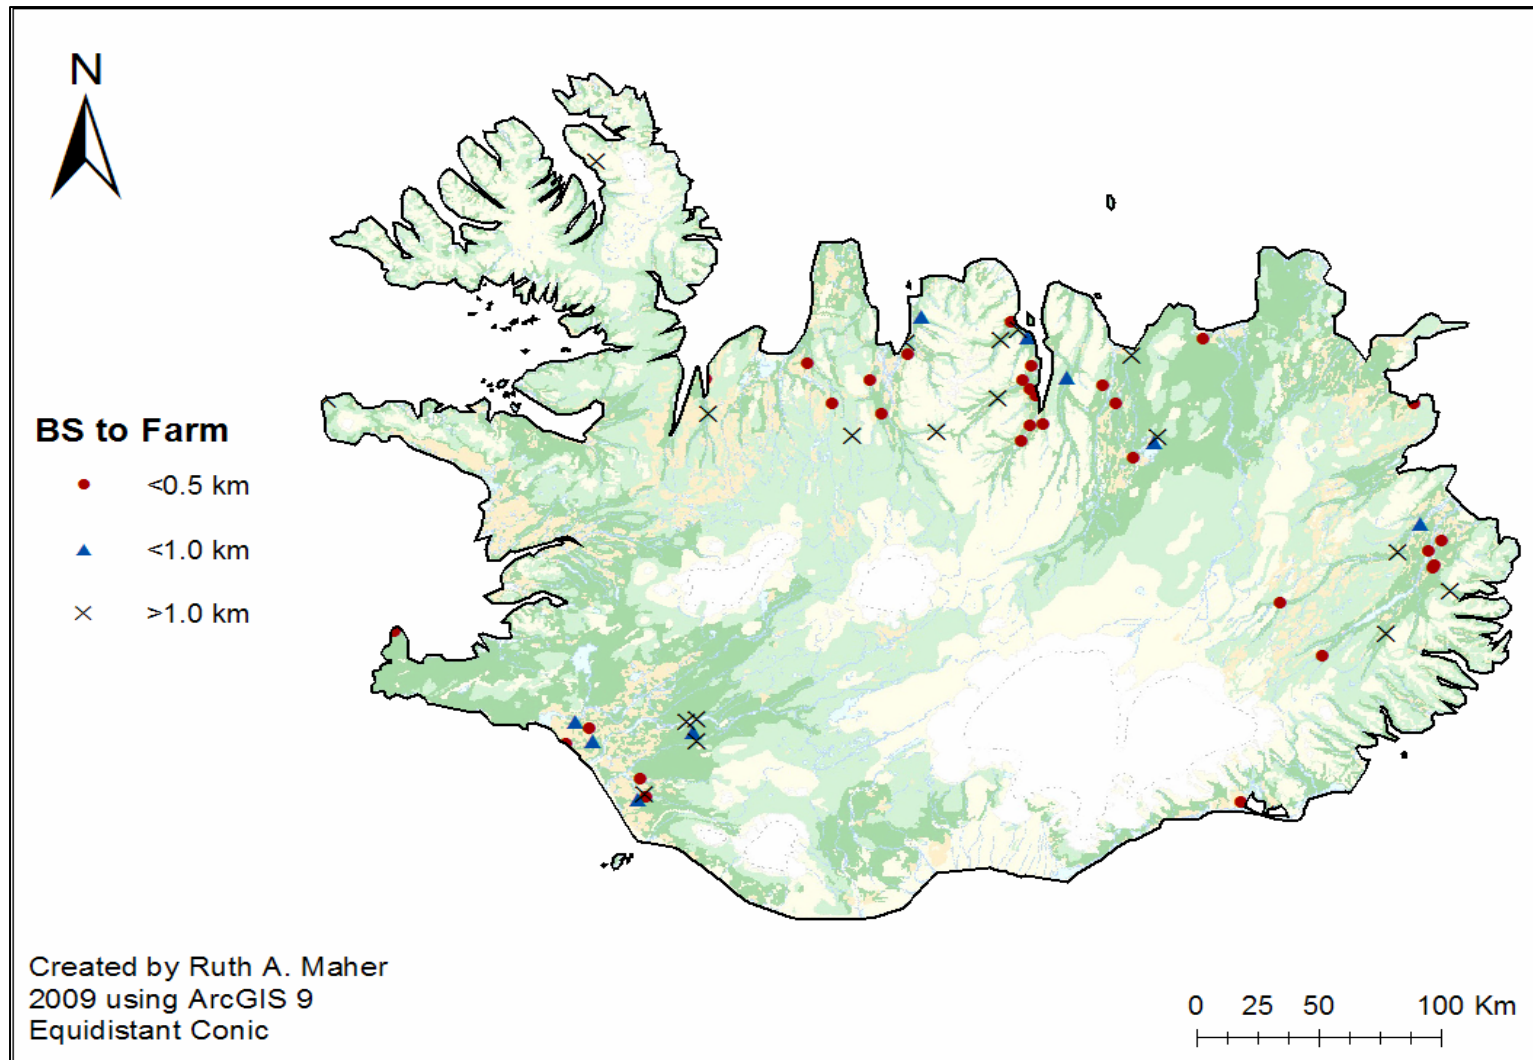 N
BS to Farm
<0.5 km
<1.0 km
>1.0 km
Created by Ruth A. Maher
2009 using ArcGIS 9
Equidistant Conic
0 25 50 100 Km